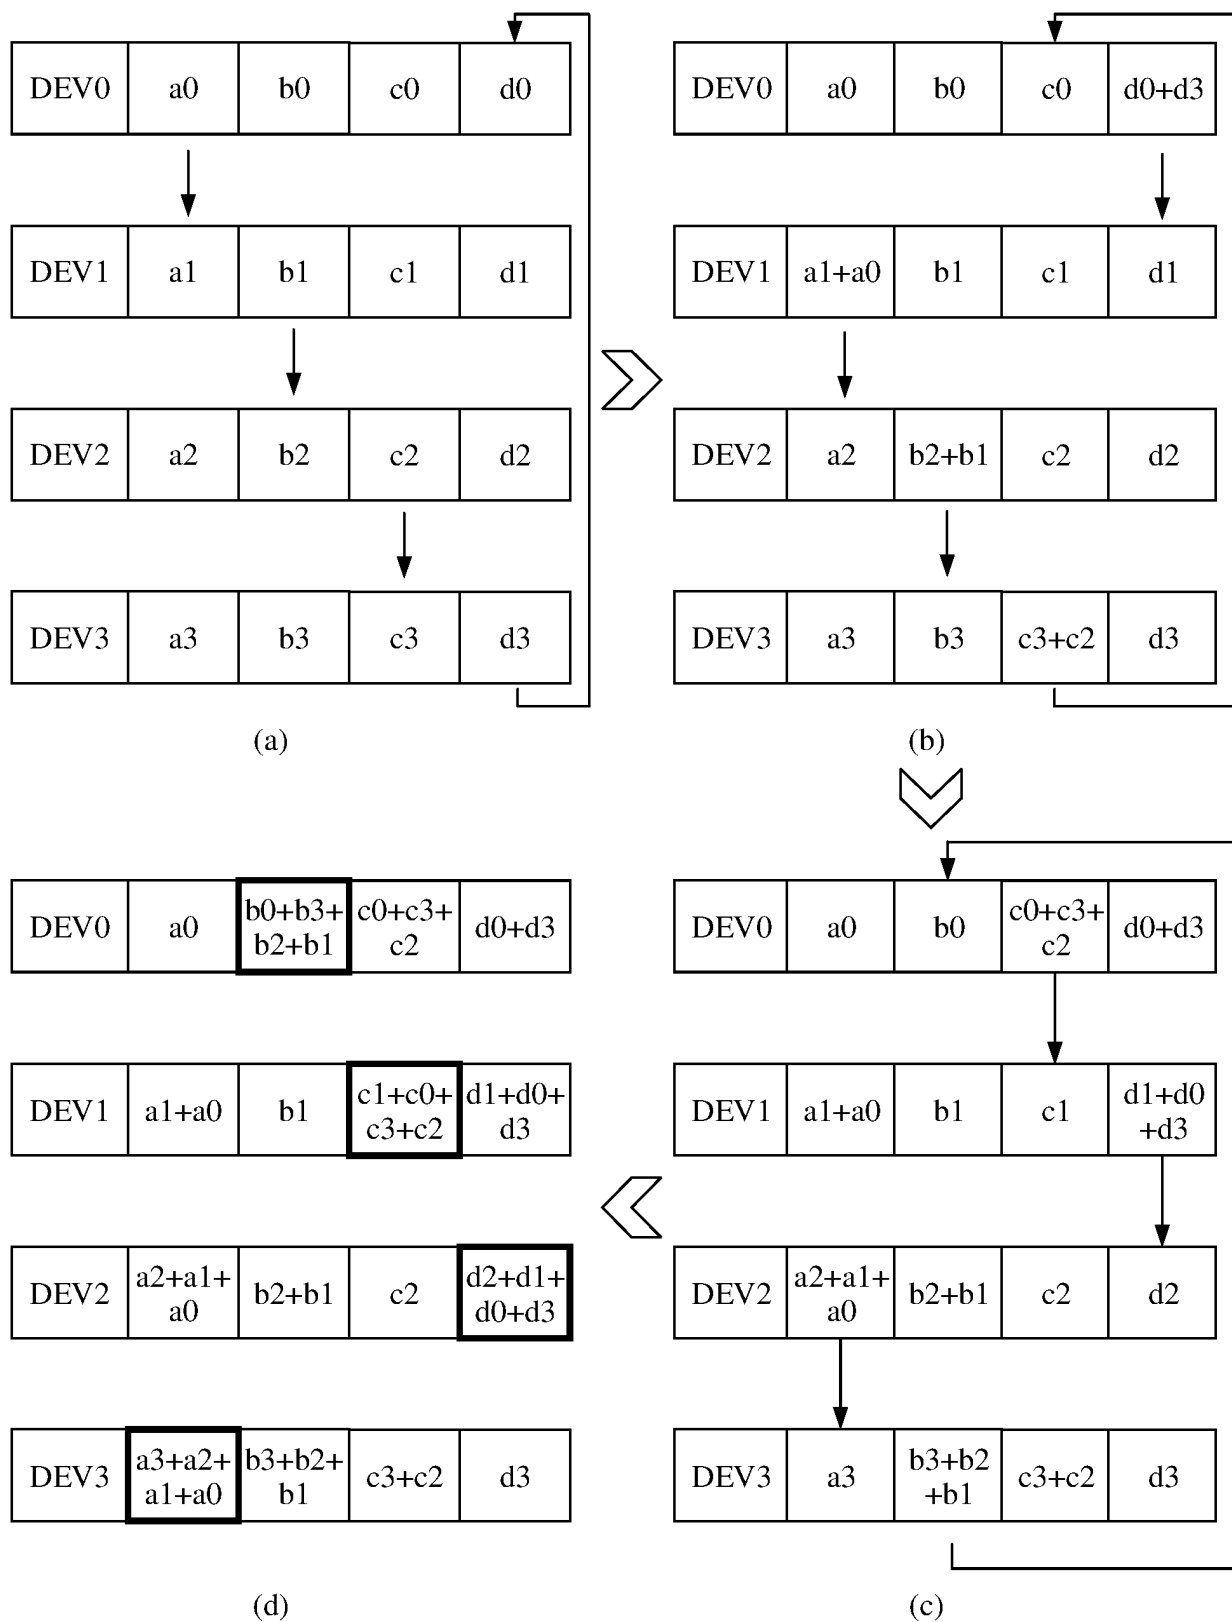 DEV0 a0 b0 c0 d0
DEV1 a1 b1 c1 d1
DEV2 a2 b2 c2 d2
DEV3 a3 b3 c3 d3
(a)
DEV0 a0 b0 c0 d0+d3
DEV1 a1+a0 b1 c1 d1
DEV2 a2 b2+b1 c2 d2
DEV3 a3 b3 c3+c2 d3
(b)
DEV0 a0 b0 c0+c3+
c2 d0+d3
DEV1 a1+a0 b1 c1 d1+d0
+d3
DEV2 a2+a1+
a0 b2+b1 c2 d2
DEV3 a3 b3+b2
+b1 c3+c2 d3
(c)
DEV0 a0 b0+b3+
b2+b1 c0+c3+
c2 d0+d3
DEV1 a1+a0 b1 c1+c0+
c3+c2 d1+d0+
d3
DEV2 a2+a1+
a0 b2+b1 c2 d2+d1+
d0+d3
DEV3 a3+a2+
a1+a0 b3+b2+
b1 c3+c2 d3
(d)